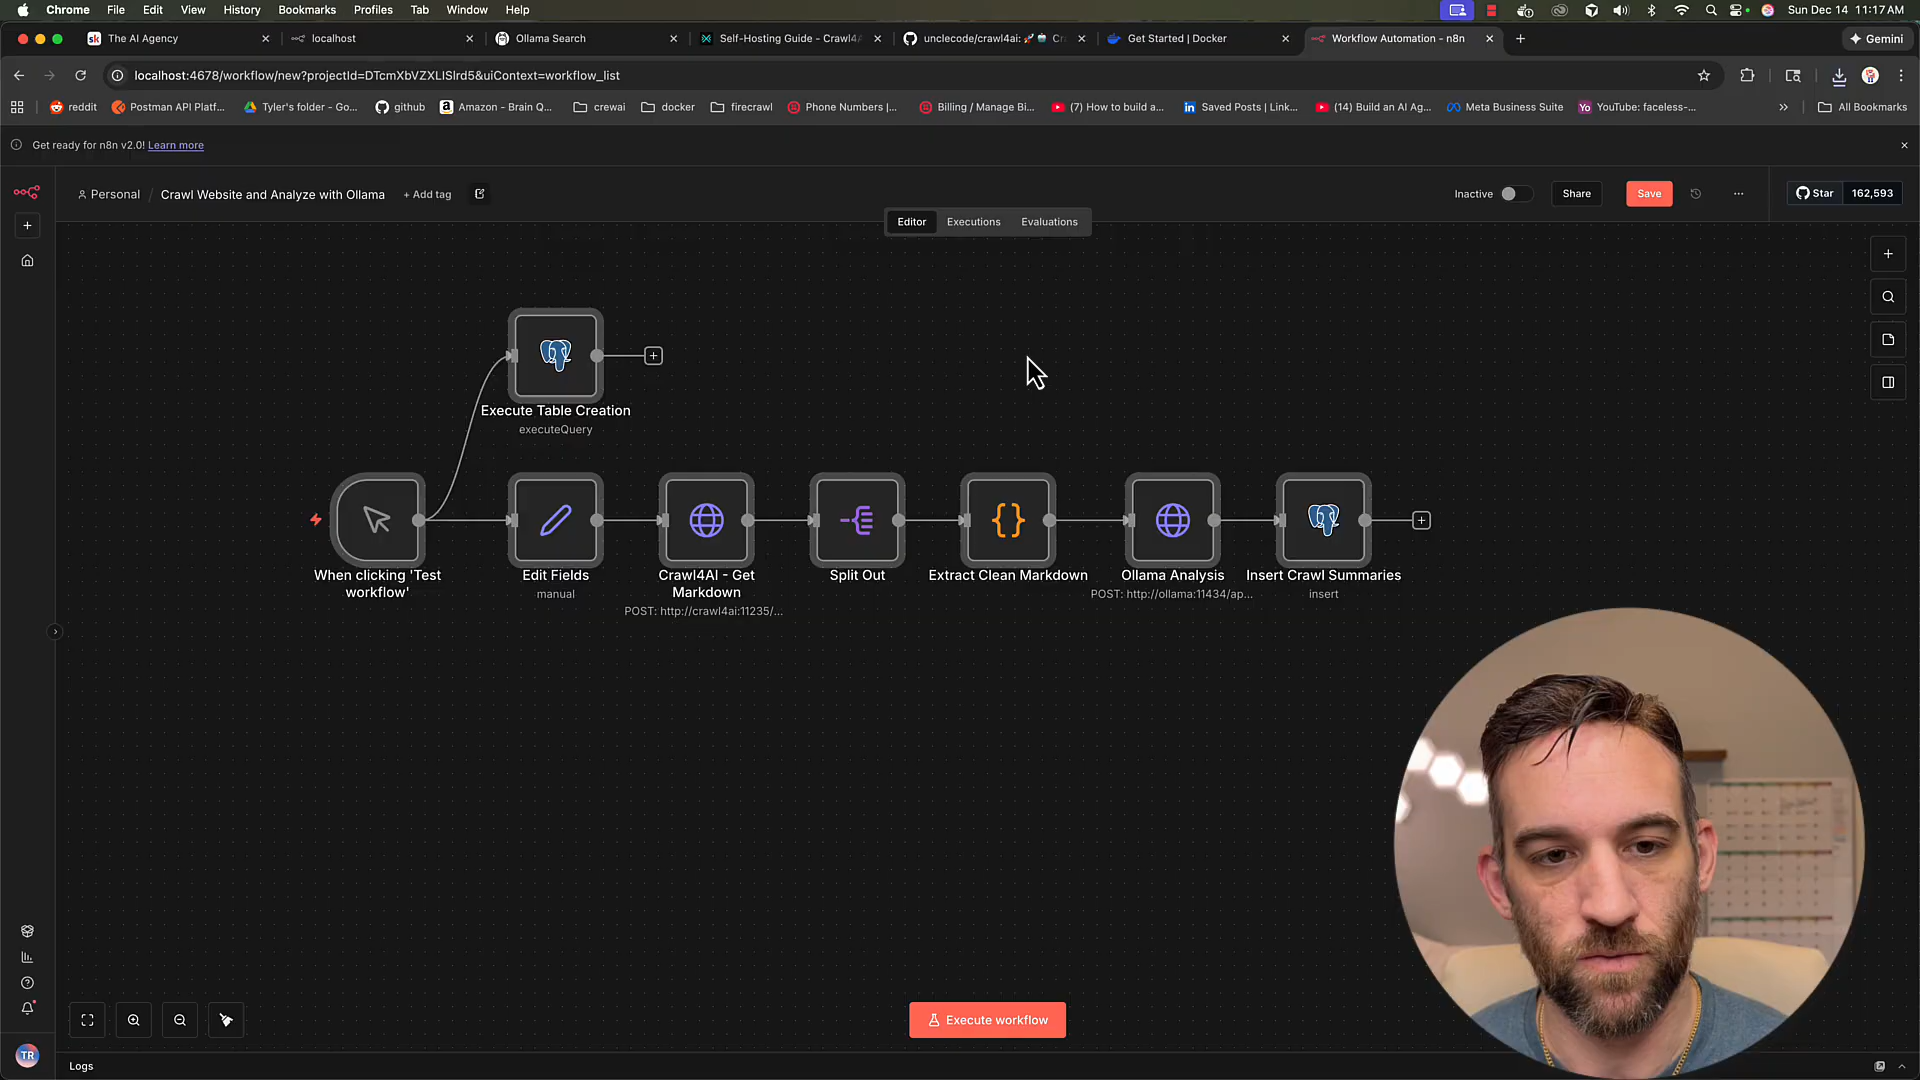 Chrome File Edit View History Bookmarks Profiles Tab Window Help Sun Dec 14 11:17 AM
The AI Agency localhost Ollama Search Self-Hosting Guide - Crawl4A unclecode/crawl4ai: Cra Get Started | Docker Workflow Automation - n8n Gemini
localhost:4678/workflow/new?projectId=DTcmXbVZXLISlrd5&uiContext=workflow_list
reddit Postman API Platf... Tyler's folder - Go... github Amazon - Brain Q... crewai docker firecrawl Phone Numbers |... Billing / Manage Bi... (7) How to build a... Saved Posts | Link... (14) Build an AI Ag... Meta Business Suite YouTube: faceless-... All Bookmarks
Get ready for n8n v2.0! Learn more
Personal / Crawl Website and Analyze with Ollama + Add tag Inactive Share Save Star 162,593
Editor Executions Evaluations
Execute Table Creation
executeQuery
When clicking 'Test workflow'
Edit Fields
manual
Crawl4AI - Get Markdown
POST: http://crawl4ai:11235/...
Split Out
Extract Clean Markdown
Ollama Analysis
POST: http://ollama:11434/ap...
Insert Crawl Summaries
insert
Execute workflow
TR
Logs